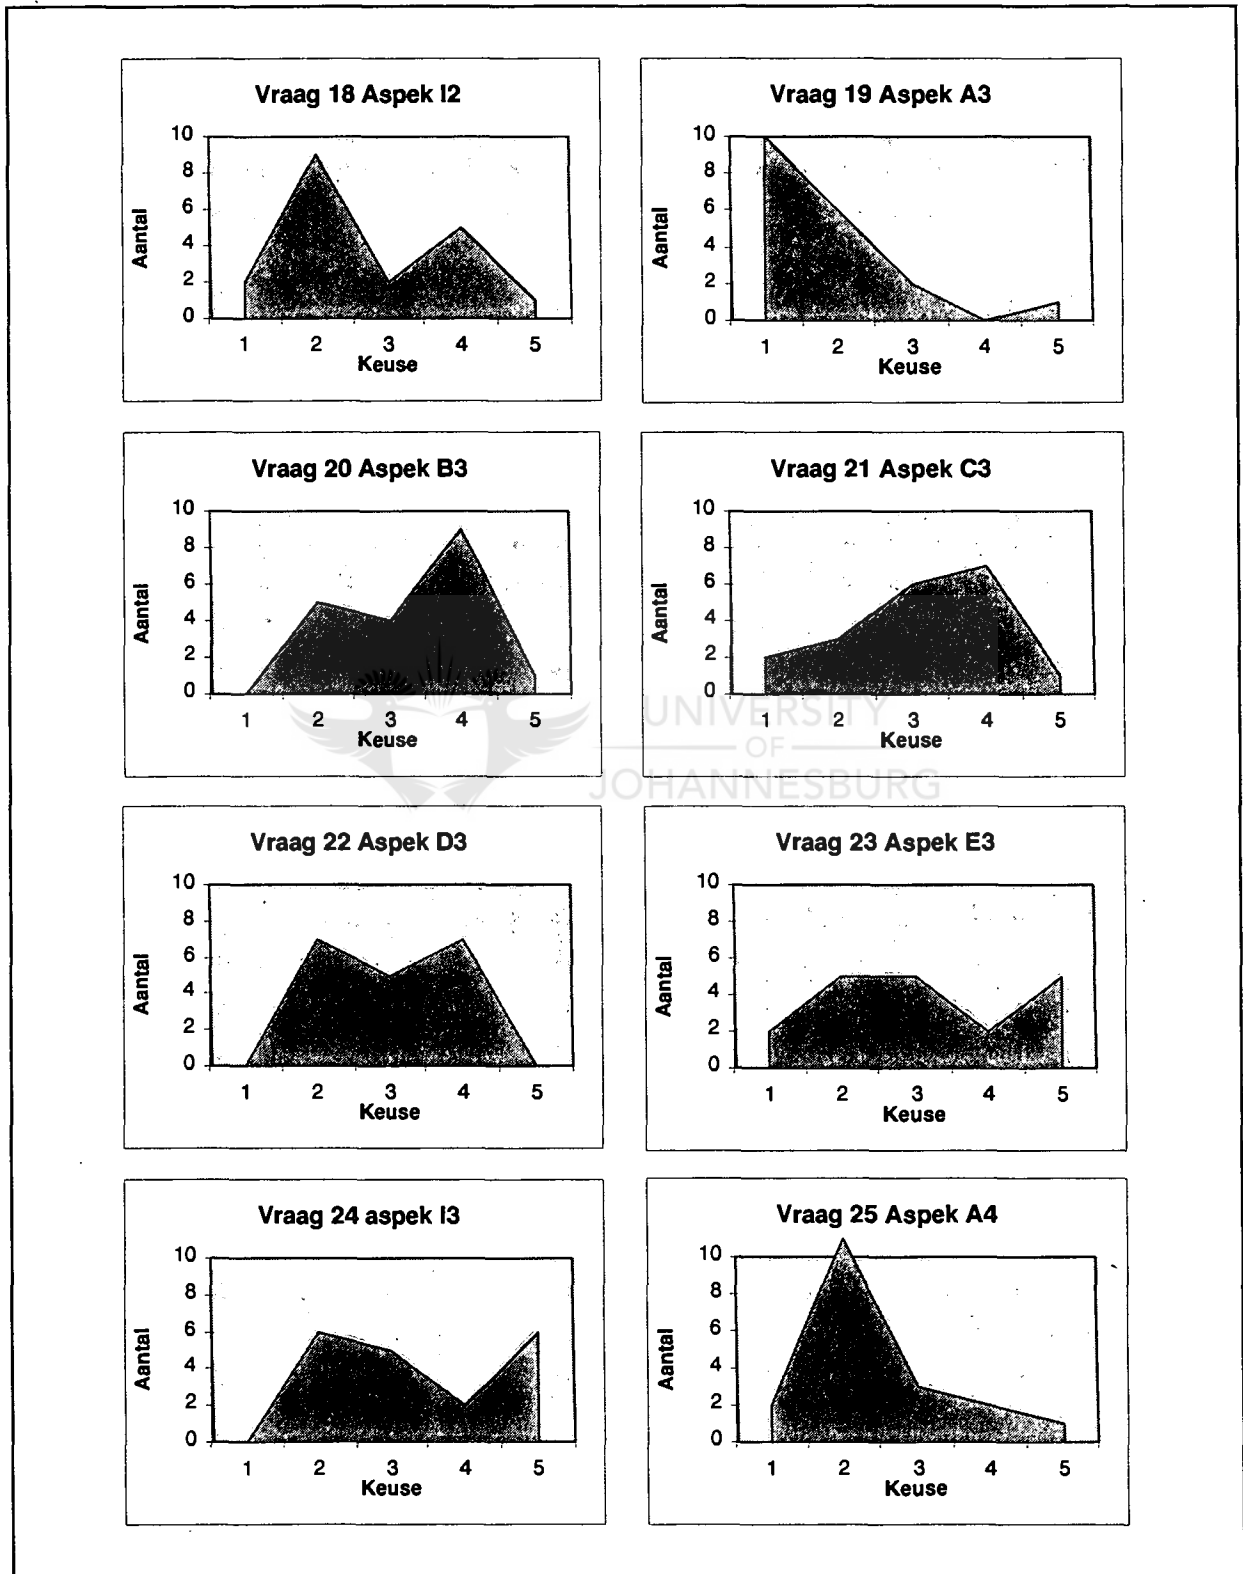 Vraag 18 Aspek I2
10
8
6
4
2
0
Aantal
1 2 3 4 5
Keuse
Vraag 19 Aspek A3
10
8
6
4
2
0
Aantal
1 2 3 4 5
Keuse
Vraag 20 Aspek B3
10
8
6
4
2
0
Aantal
1 2 3 4 5
Keuse
Vraag 21 Aspek C3
10
8
6
4
2
0
Aantal
1 2 3 4 5
Keuse
UNIVERSITY
OF
JOHANNESBURG
Vraag 22 Aspek D3
10
8
6
4
2
0
Aantal
1 2 3 4 5
Keuse
Vraag 23 Aspek E3
10
8
6
4
2
0
Aantal
1 2 3 4 5
Keuse
Vraag 24 aspek I3
10
8
6
4
2
0
Aantal
1 2 3 4 5
Keuse
Vraag 25 Aspek A4
10
8
6
4
2
0
Aantal
1 2 3 4 5
Keuse